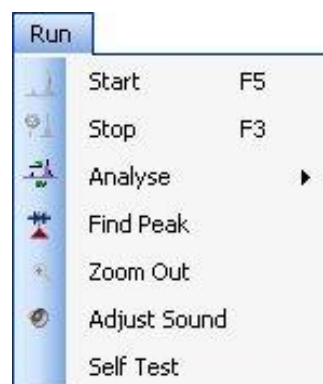 Run
Start F5
Stop F3
Analyse
Find Peak
Zoom Out
Adjust Sound
Self Test